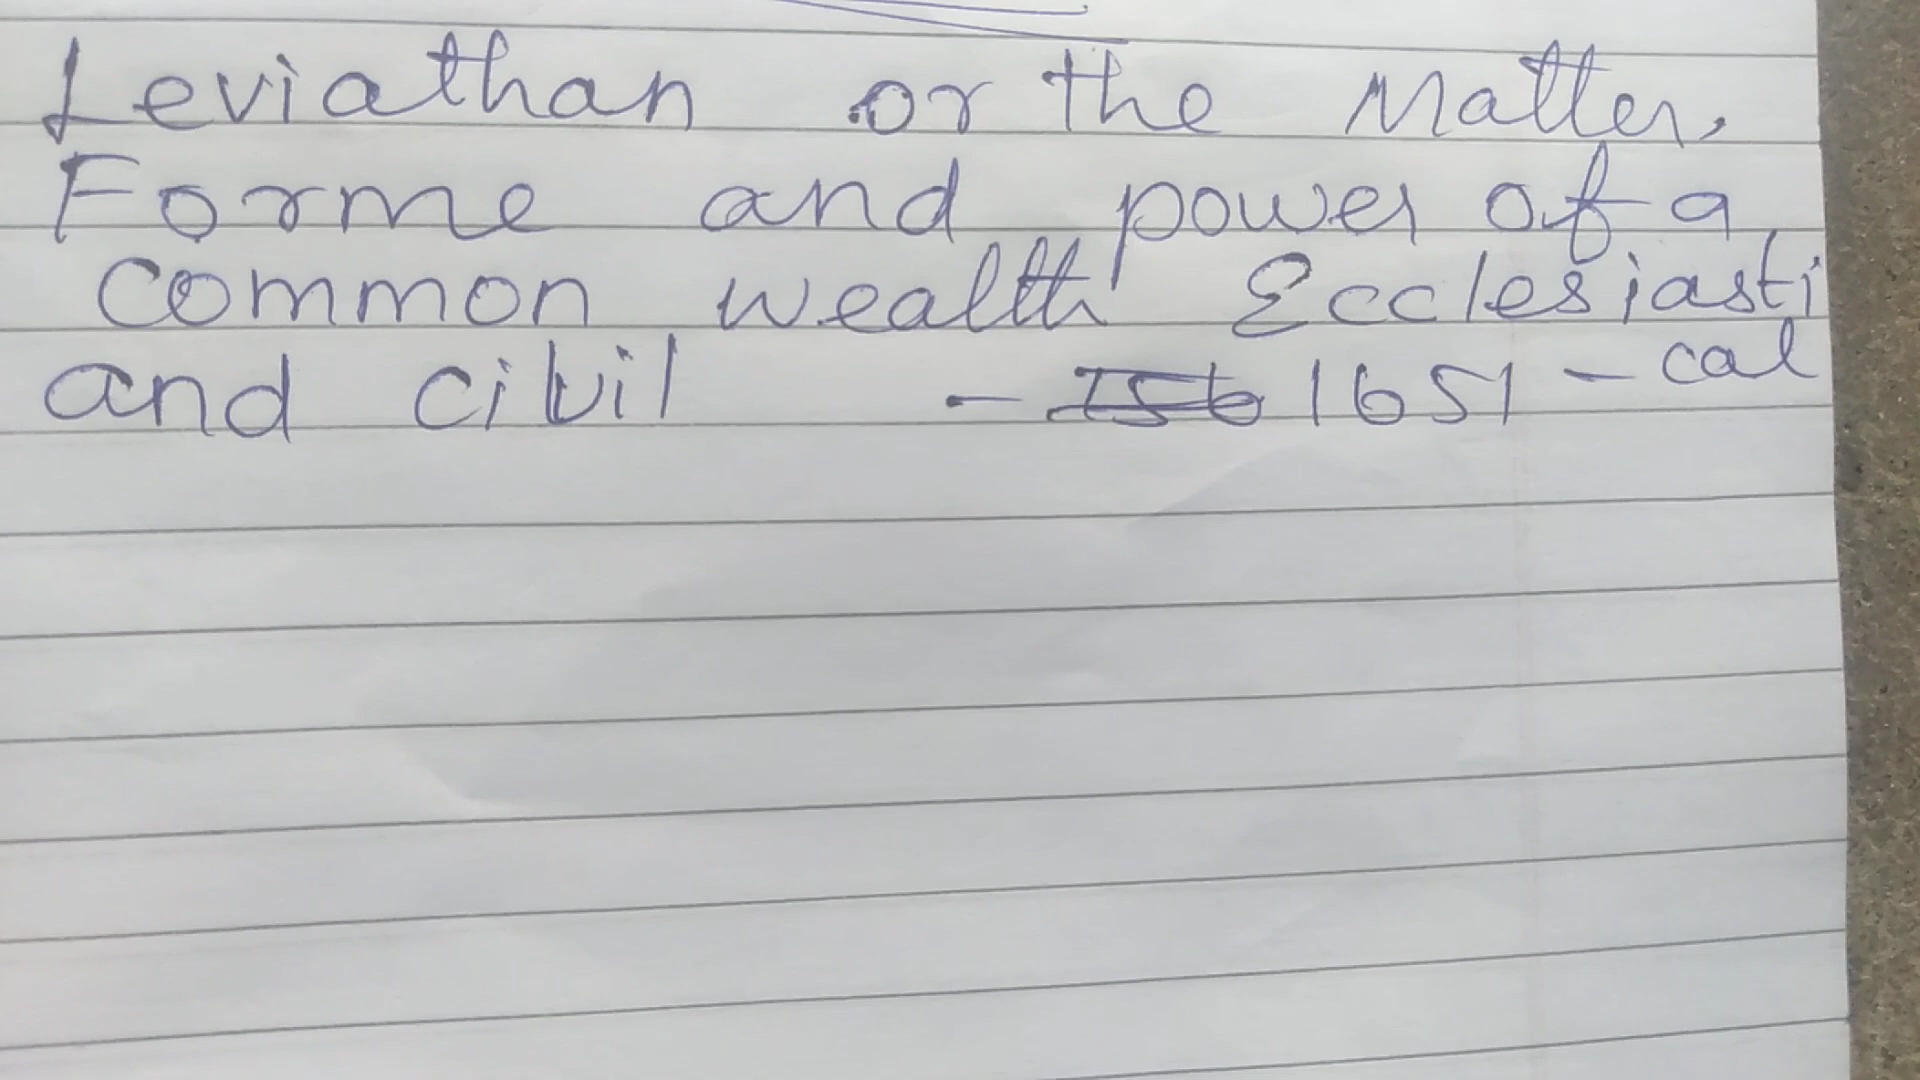 Leviathan or the Matter,
Forme and power of a
Common wealth Ecclesiasti
and civil - 1651 - cal